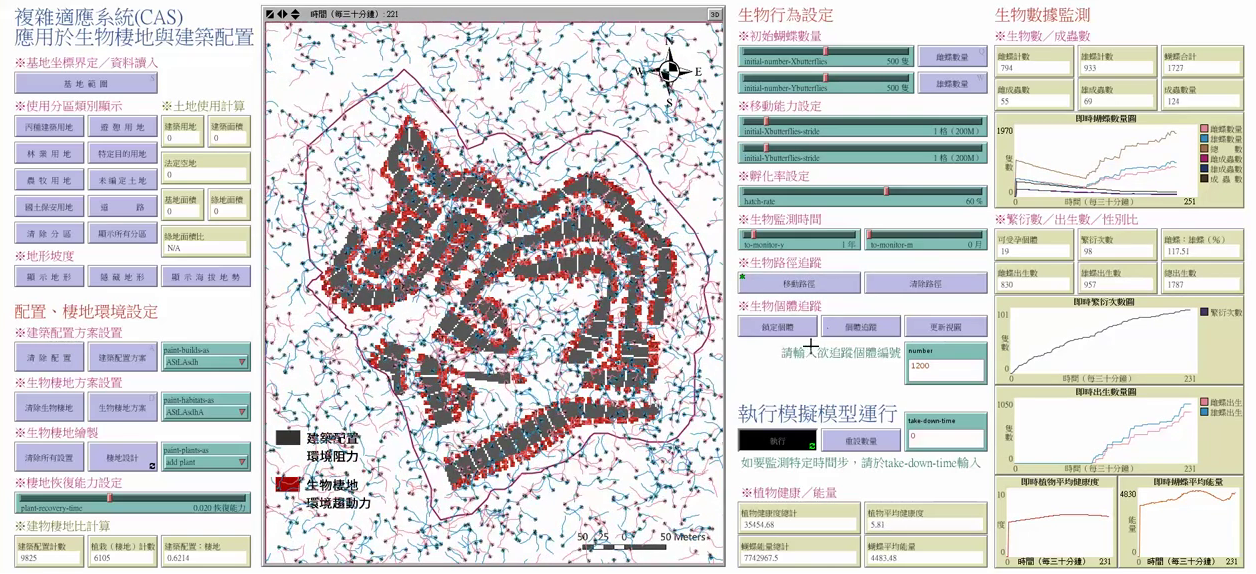 複雜適應系統(CAS)
應用於生物棲地與建築配置
※基地坐標界定／資料讀入
基 地 範 圍
※使用分區類別顯示
※土地使用計算
丙種建築用地
遊 憩 用 地
建築用地
0
建築面積
0
林 業 用 地
特定目的用地
法定空地
0
農 牧 用 地
未編定土地
國土保安用地
道 路
基地面積
0
綠地面積
0
清 除 分 區
顯示所有分區
綠地面積比
N/A
※地形坡度
顯 示 地 形
隱 藏 地 形
顯 示 海 拔 地 勢
配置、棲地環境設定
※建築配置方案設置
清 除 配 置
建築配置方案
paint-builds-as
AStLAsdh
※生物棲地方案設置
清除生物棲地
生物棲地方案
paint-habitats-as
AStLAsdhA
※生物棲地繪製
清除所有設置
棲地設計
paint-plants-as
add plant
※棲地恢復能力設定
plant-recovery-time
0.020 恢復能力
※建物棲地比計算
建築配置計數
9825
植栽（棲地）計數
6105
建築配置：棲地
0.6214
時間（每三十分鐘）: 221
3D
N
W
E
S
建築配置
環境阻力
生物棲地
環境趨動力
50 25 0 50 Meters
生物行為設定
※初始蝴蝶數量
initial-number-Xbutterflies
500 隻
雌蝶數量
initial-number-Ybutterflies
500 隻
雄蝶數量
※移動能力設定
initial-Xbutterflies-stride
1 格（200M）
initial-Ybutterflies-stride
1 格（200M）
※孵化率設定
hatch-rate
60 %
※生物監測時間
to-monitor-y
1 年
to-monitor-m
0 月
※生物路徑追蹤
移動路徑
清除路徑
※生物個體追蹤
鎖定個體
個體追蹤
更新視圖
請輸入欲追蹤個體編號
number
1200
執行模擬模型運行
take-down-time
0
執行
重設數量
如要監測特定時間步，請於take-down-time輸入
※植物健康／能量
植物健康度總計
35454.68
植物平均健康度
5.81
蝴蝶能量總計
7742967.5
蝴蝶平均能量
4483.48
生物數據監測
※生物數／成蟲數
雌蝶計數
794
雄蝶計數
933
蝴蝶合計
1727
雌成蟲數
55
雄成蟲數
69
成蟲數量
124
即時蝴蝶數量圖
1970
隻數
0
時間（每三十分鐘）
251
雌蝶數量
雄蝶數量
總 數
雌成蟲數
雄成蟲數
成 蟲 數
※繁衍數／出生數／性別比
可受孕個體
19
繁衍次數
98
雌蝶：雄蝶（%）
117.51
雌蝶出生數
830
雄蝶出生數
957
總出生數
1787
即時繁衍次數圖
101
隻數
0
時間（每三十分鐘）
231
繁衍次數
即時出生數量圖
1050
隻數
0
時間（每三十分鐘）
231
雌蝶出生
雄蝶出生
即時植物平均健康度
10
度
0
時間（每三十分鐘）
231
即時蝴蝶平均能量
4830
能量
0
時間（每三十分鐘）
231